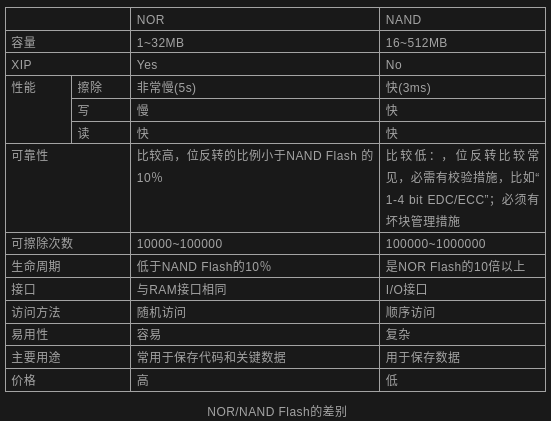 NOR NAND
容量 1~32MB 16~512MB
XIP Yes No
性能 擦除 非常慢(5s) 快(3ms)
写 慢 快
读 快 快
可靠性 比较高，位反转的比例小于NAND Flash 的 比较低：，位反转比较常
10％ 见，必需有校验措施，比如“
1-4 bit EDC/ECC”；必须有
坏块管理措施
可擦除次数 10000~100000 100000~1000000
生命周期 低于NAND Flash的10％ 是NOR Flash的10倍以上
接口 与RAM接口相同 I/O接口
访问方法 随机访问 顺序访问
易用性 容易 复杂
主要用途 常用于保存代码和关键数据 用于保存数据
价格 高 低
NOR/NAND Flash的差别